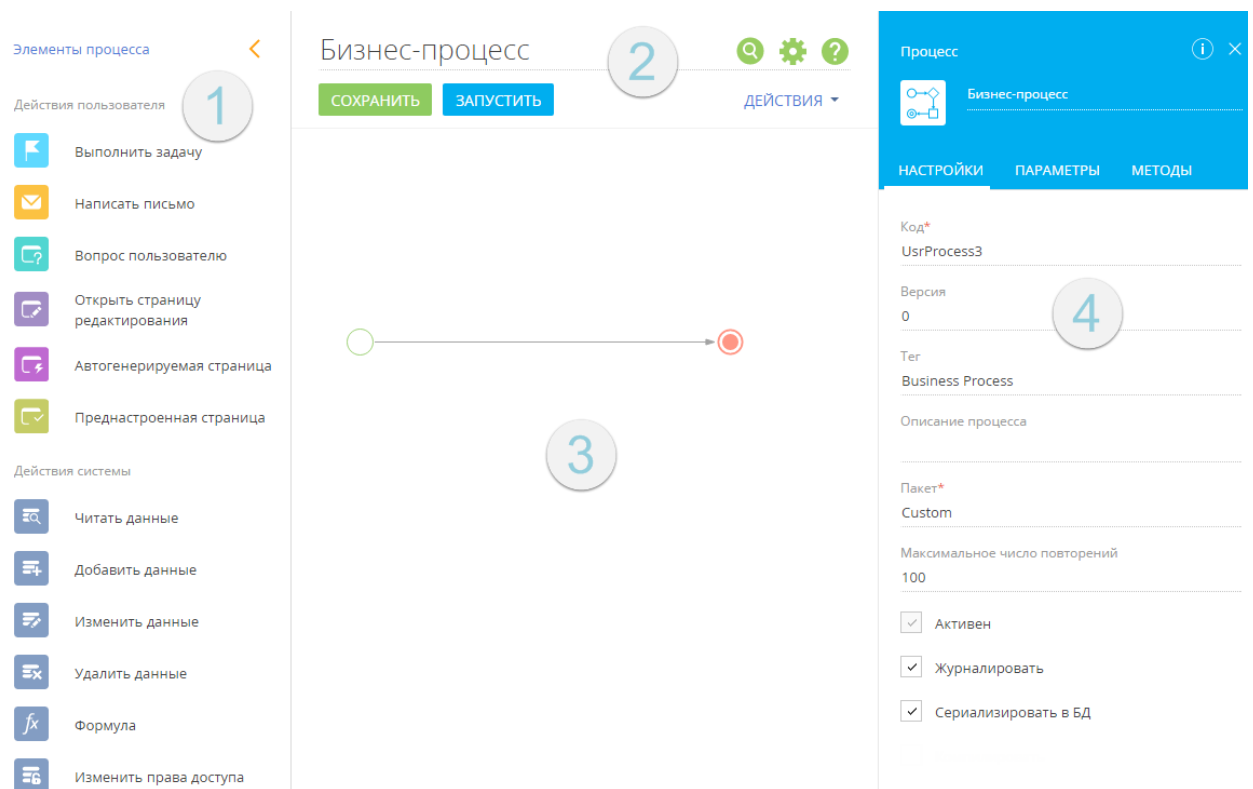 Элементы процесса
Действия пользователя
1
Выполнить задачу
Написать письмо
Вопрос пользователю
Открыть страницу
редактирования
Автогенерируемая страница
Преднастроенная страница
Действия системы
Читать данные
Добавить данные
Изменить данные
Удалить данные
fx
Формула
Изменить права доступа
Бизнес-процесс
2
?
СОХРАНИТЬ
ЗАПУСТИТЬ
ДЕЙСТВИЯ
3
Процесс
i
Бизнес-процесс
НАСТРОЙКИ ПАРАМЕТРЫ МЕТОДЫ
Код*
UsrProcess3
Версия
0
4
Тег
Business Process
Описание процесса
Пакет*
Custom
Максимальное число повторений
100
Активен
Журналировать
Сериализировать в БД